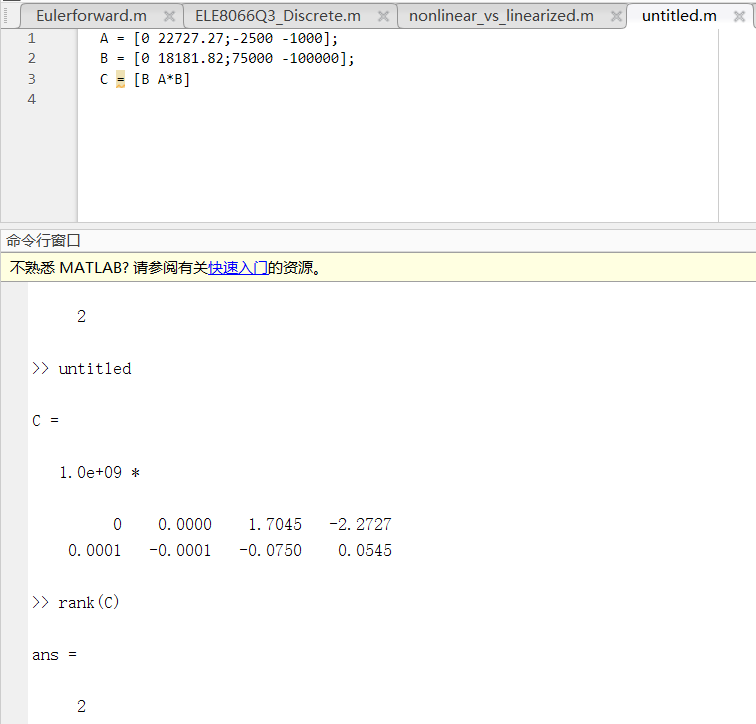 Eulerforward.m ELE8066Q3_Discrete.m nonlinear_vs_linearized.m untitled.m
1 A = [0 22727.27;-2500 -1000];
2 B = [0 18181.82;75000 -100000];
3 C = [B A*B]
4
命令行窗口
不熟悉 MATLAB? 请参阅有关快速入门的资源。
2
>> untitled
C =
1.0e+09 *
0 0.0000 1.7045 -2.2727
0.0001 -0.0001 -0.0750 0.0545
>> rank(C)
ans =
2